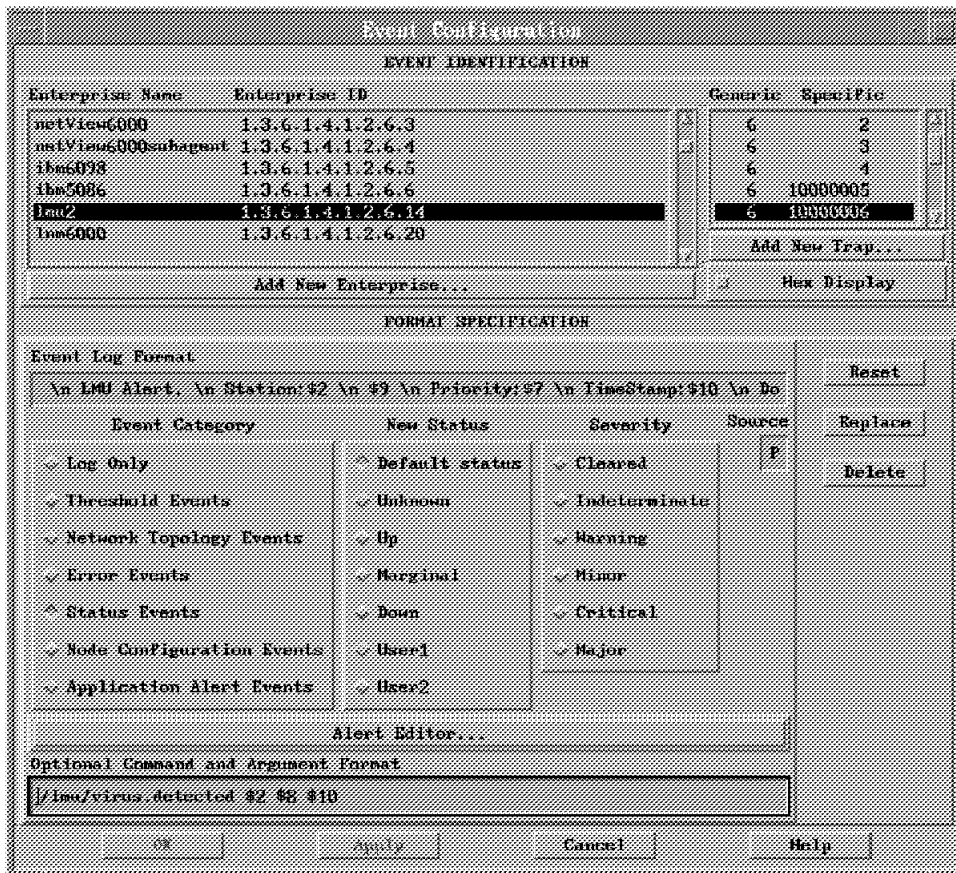 Event Configuration
EVENT IDENTIFICATION
Enterprise Name Enterprise ID Generic Specific
netView6000 1.3.6.1.4.1.2.6.3 6 2
netView6000subagent 1.3.6.1.4.1.2.6.4 6 3
ibm6098 1.3.6.1.4.1.2.6.5 6 4
ibm5086 1.3.6.1.4.1.2.6.6 6 10000005
lmu2 1.3.6.1.4.1.2.6.14 6 10000006
lnm6000 1.3.6.1.4.1.2.6.20
Add New Trap...
Add New Enterprise...
Hex Display
FORMAT SPECIFICATION
Event Log Format
\n LMU Alert, \n Station:$2 \n $9 \n Priority:$7 \n TimeStamp:$10 \n Do
Reset
Event Category New Status Severity Source
Replace
Log Only Default status Cleared P
Delete
Threshold Events Unknown Indeterminate
Network Topology Events Up Warning
Error Events Marginal Minor
Status Events Down Critical
Node Configuration Events User1 Major
Application Alert Events User2
Alert Editor...
Optional Command and Argument Format
/lmu/virus.detected $2 $8 $10
OK Apply Cancel Help